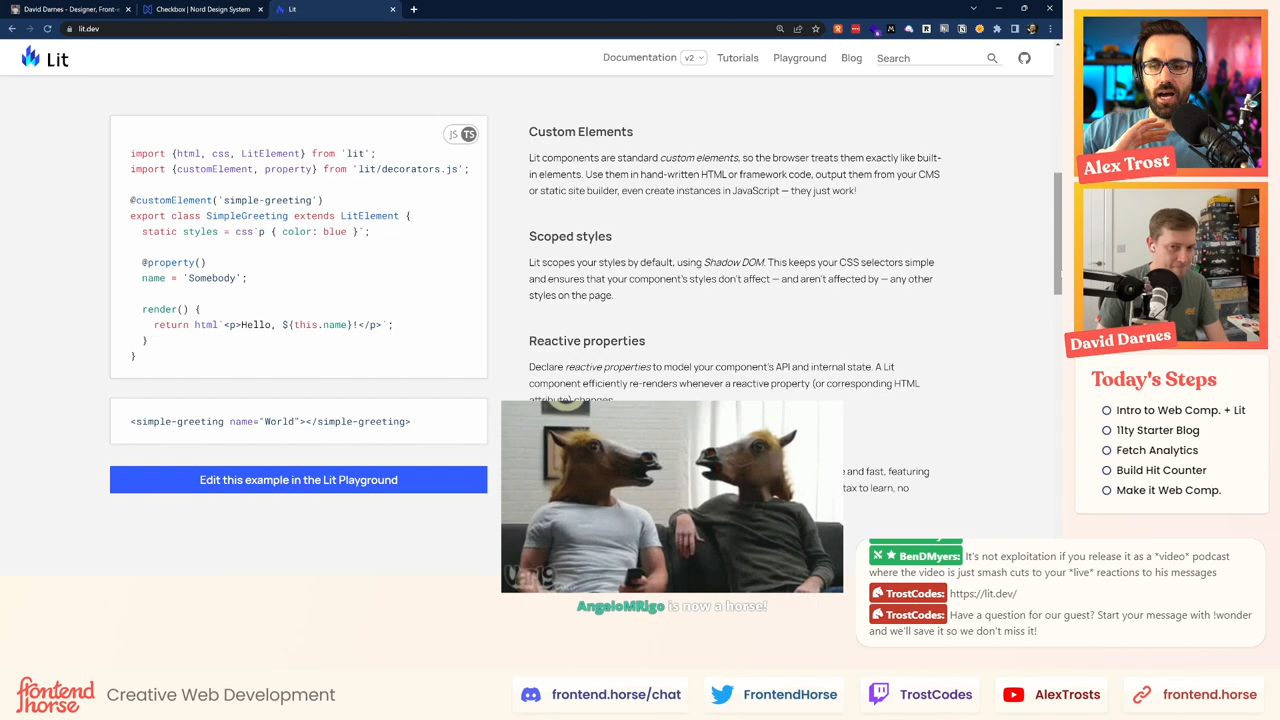 David Darnes - Designer, Front-
Checkbox | Nord Design System
Lit
lit.dev
Lit
Documentation
v2
Tutorials
Playground
Blog
Search
JS TS
import {html, css, LitElement} from 'lit';
import {customElement, property} from 'lit/decorators.js';
@customElement('simple-greeting')
export class SimpleGreeting extends LitElement {
static styles = css`p { color: blue }`;
@property()
name = 'Somebody';
render() {
return html`<p>Hello, ${this.name}!</p>`;
}
}
<simple-greeting name="World"></simple-greeting>
Edit this example in the Lit Playground
Custom Elements
Lit components are standard custom elements, so the browser treats them exactly like built-
in elements. Use them in hand-written HTML or framework code, output them from your CMS
or static site builder, even create instances in JavaScript — they just work!
Scoped styles
Lit scopes your styles by default, using Shadow DOM. This keeps your CSS selectors simple
and ensures that your component's styles don't affect — and aren't affected by — any other
styles on the page.
Reactive properties
Declare reactive properties to model your component's API and internal state. A Lit
component efficiently re-renders whenever a reactive property (or corresponding HTML
attribute) changes.
and fast, featuring
tax to learn, no
AngeloMRigo is now a horse!
Alex Trost
David Darnes
Today's Steps
Intro to Web Comp. + Lit
11ty Starter Blog
Fetch Analytics
Build Hit Counter
Make it Web Comp.
BenDMyers: It's not exploitation if you release it as a *video* podcast
where the video is just smash cuts to your *live* reactions to his messages
TrostCodes: https://lit.dev/
TrostCodes: Have a question for our guest? Start your message with !wonder
and we'll save it so we don't miss it!
frontend
horse
Creative Web Development
frontend.horse/chat
FrontendHorse
TrostCodes
AlexTrosts
frontend.horse